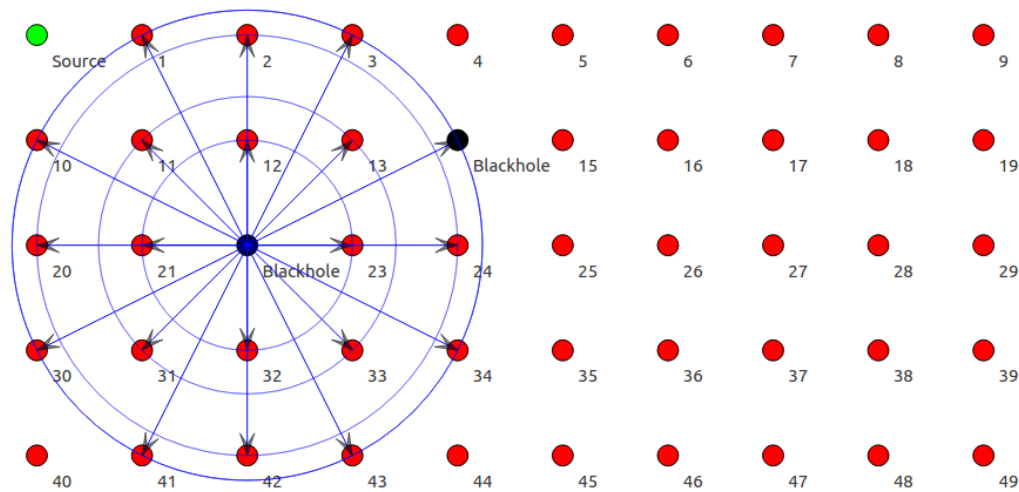 Source 1 2 3 4 5 6 7 8 9
10 11 12 13 Blackhole 15 16 17 18 19
20 21 Blackhole 23 24 25 26 27 28 29
30 31 32 33 34 35 36 37 38 39
40 41 42 43 44 45 46 47 48 49